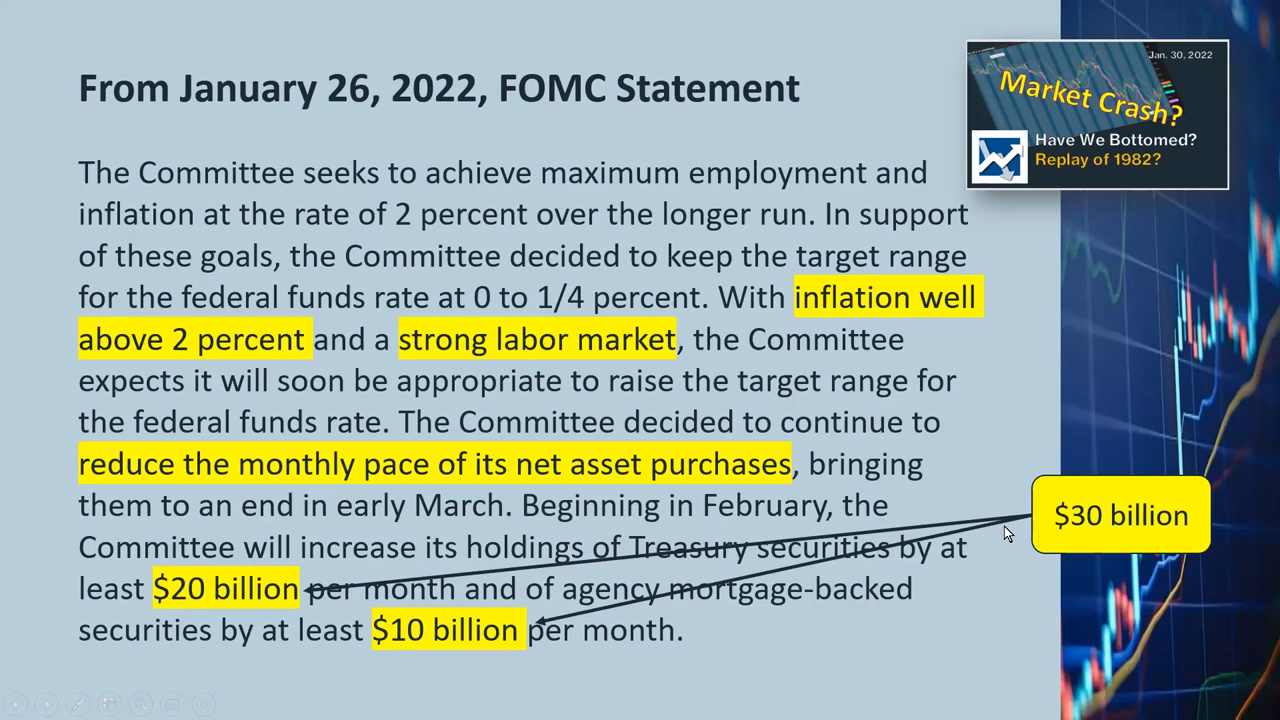 From January 26, 2022, FOMC Statement
Jan. 30, 2022
Market Crash?
Have We Bottomed?
Replay of 1982?
The Committee seeks to achieve maximum employment and
inflation at the rate of 2 percent over the longer run. In support
of these goals, the Committee decided to keep the target range
for the federal funds rate at 0 to 1/4 percent. With inflation well
above 2 percent and a strong labor market, the Committee
expects it will soon be appropriate to raise the target range for
the federal funds rate. The Committee decided to continue to
reduce the monthly pace of its net asset purchases, bringing
them to an end in early March. Beginning in February, the
Committee will increase its holdings of Treasury securities by at
least $20 billion per month and of agency mortgage-backed
securities by at least $10 billion per month.
$30 billion